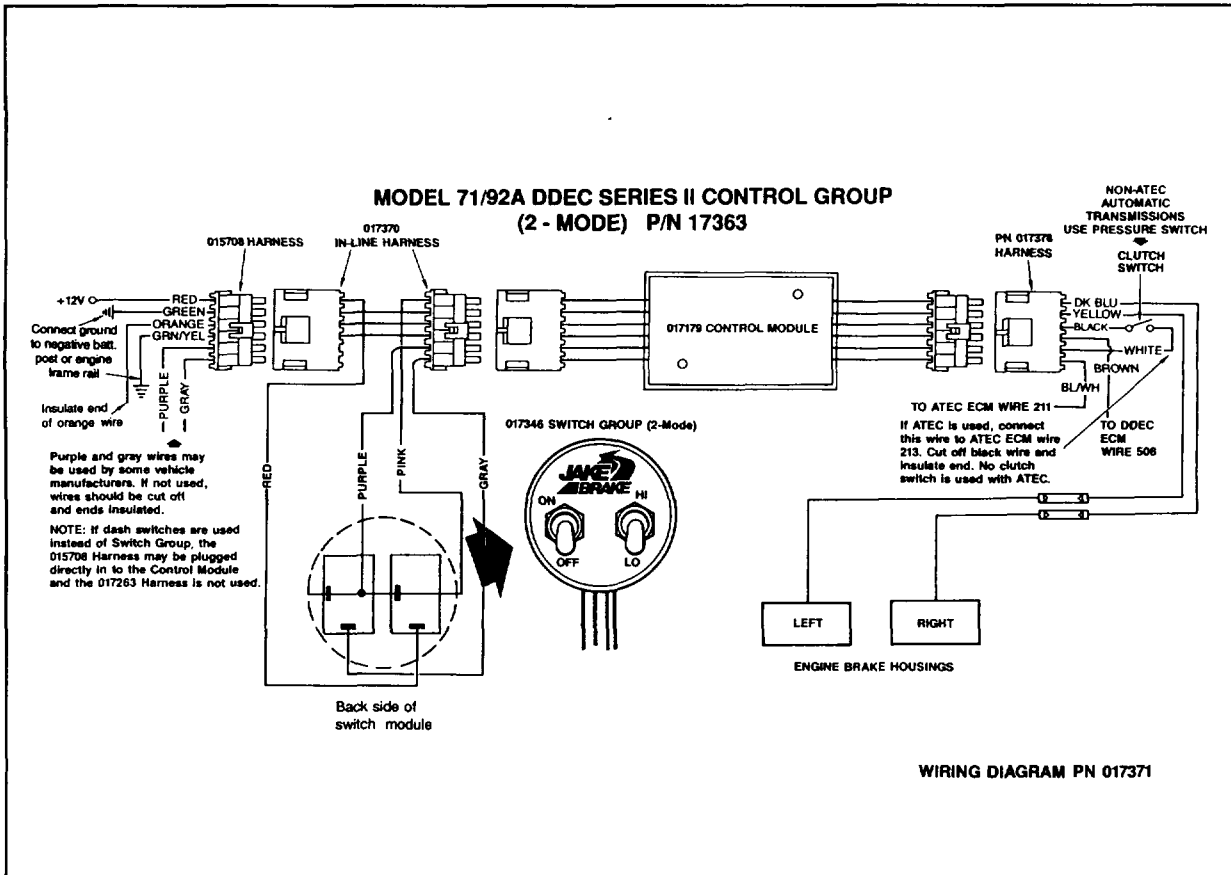 MODEL 71/92A DDEC SERIES II CONTROL GROUP
(2 - MODE) P/N 17363
015708 HARNESS
017370
IN-LINE HARNESS
+12V
RED
GREEN
ORANGE
GRN/YEL
Connect ground
to negative batt.
post or engine
frame rail
Insulate end
of orange wire
PURPLE
GRAY
Purple and gray wires may
be used by some vehicle
manufacturers. If not used,
wires should be cut off
and ends insulated.
NOTE: If dash switches are used
instead of Switch Group, the
015708 Harness may be plugged
directly in to the Control Module
and the 017263 Harness is not used.
RED
PURPLE
PINK
GRAY
Back side of
switch module
017346 SWITCH GROUP (2-Mode)
JAKE
BRAKE
ON
HI
OFF
LO
017179 CONTROL MODULE
PN 017378
HARNESS
NON-ATEC
AUTOMATIC
TRANSMISSIONS
USE PRESSURE SWITCH
CLUTCH
SWITCH
DK BLU
YELLOW
BLACK
WHITE
BROWN
BL/WH
TO ATEC ECM WIRE 211
If ATEC is used, connect
this wire to ATEC ECM wire
213. Cut off black wire and
insulate end. No clutch
switch is used with ATEC.
TO DDEC
ECM
WIRE 506
LEFT
RIGHT
ENGINE BRAKE HOUSINGS
WIRING DIAGRAM PN 017371